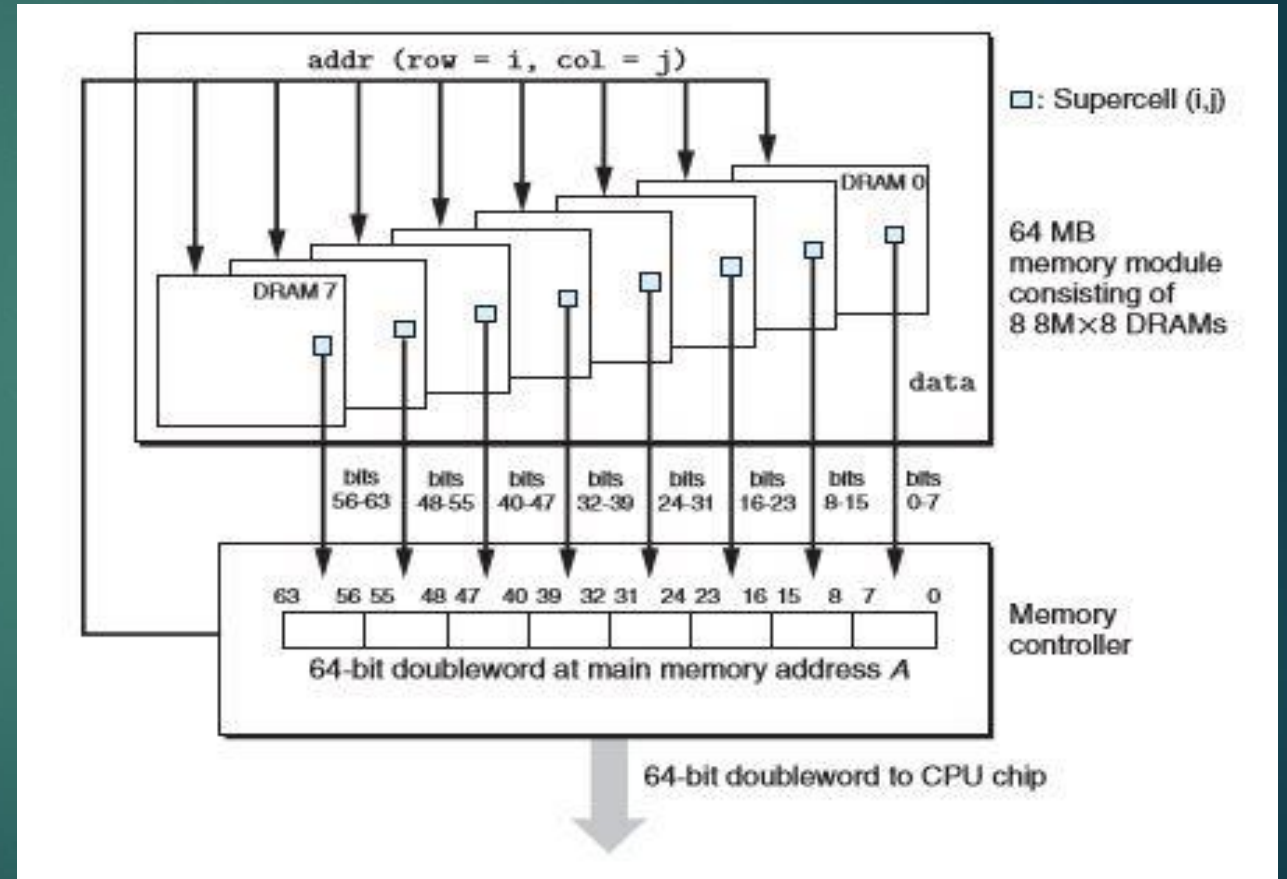 addr (row = i, col = j)
: Supercell (i,j)
DRAM 0
64 MB
memory module
consisting of
8 8M×8 DRAMs
DRAM 7
data
bits bits bits bits bits bits bits bits
56-63 48-55 40-47 32-39 24-31 16-23 8-15 0-7
63 56 55 48 47 40 39 32 31 24 23 16 15 8 7 0
64-bit doubleword at main memory address A
Memory
controller
64-bit doubleword to CPU chip